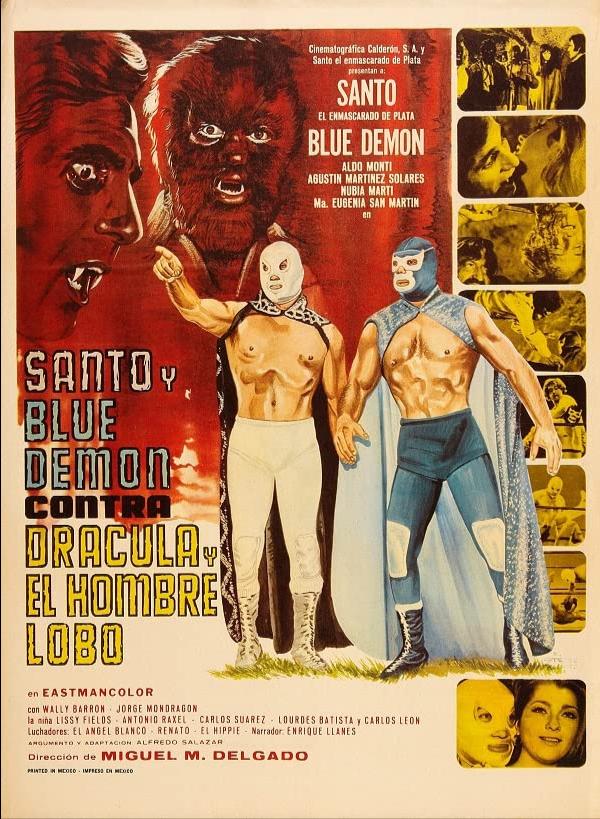 Cinematográfica Calderón, S. A. y
Santo el enmascarado de Plata
presentan a:
SANTO
EL ENMASCARADO DE PLATA
BLUE DEMON
ALDO MONTI
AGUSTIN MARTINEZ SOLARES
NUBIA MARTI
Ma. EUGENIA SAN MARTIN
en
SANTO Y
BLUE
DEMON
CONTRA
DRACULA Y
EL HOMBRE
LOBO
en EASTMANCOLOR
con WALLY BARRON - JORGE MONDRAGON
la niña LISSY FIELDS - ANTONIO RAXEL - CARLOS SUAREZ - LOURDES BATISTA y CARLOS LEON
Luchadores: EL ANGEL BLANCO - RENATO - EL HIPPIE - Narrador: ENRIQUE LLANES
ARGUMENTO Y ADAPTACION ALFREDO SALAZAR
Dirección de MIGUEL M. DELGADO
PRINTED IN MEXICO - IMPRESO EN MEXICO